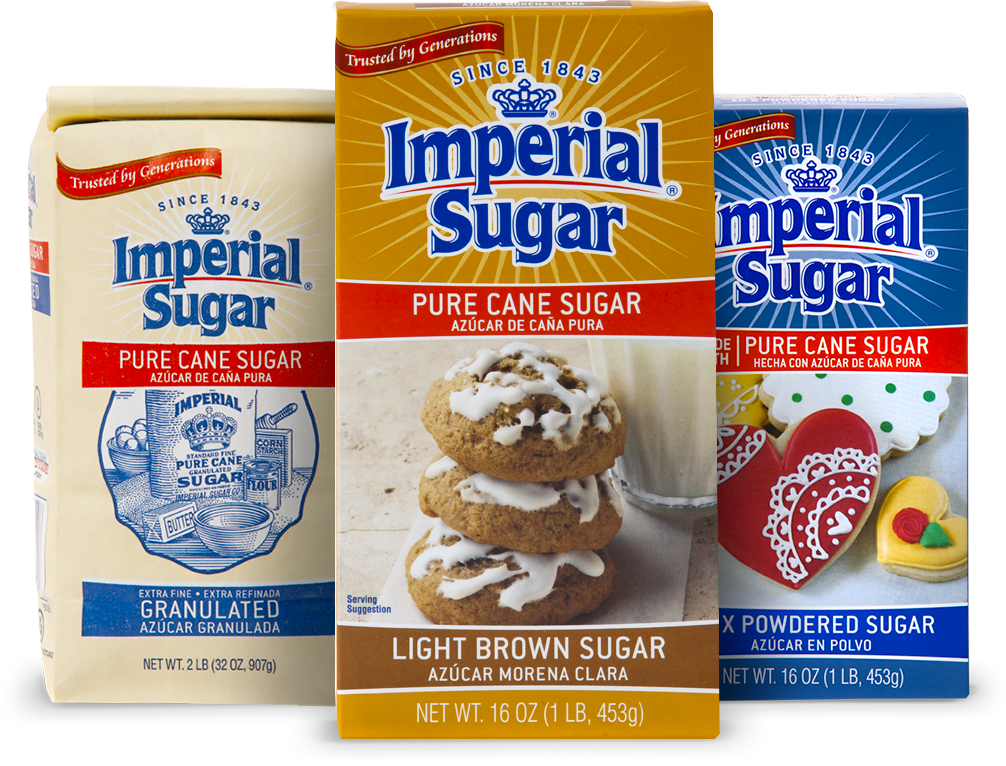 Trusted by Generations
SINCE 1843
Imperial
Sugar
PURE CANE SUGAR
AZÚCAR DE CAÑA PURA
IMPERIAL
STANDARD FINE
PURE CANE
GRANULATED
SUGAR
IMPERIAL SUGAR CO
CORN
STARCH
FLOUR
BUTTER
EXTRA FINE • EXTRA REFINADA
GRANULATED
AZÚCAR GRANULADA
NET WT. 2 LB (32 OZ, 907g)
SUGAR
AZÚCAR MORENA CLARA
Trusted by Generations
SINCE 1843
Imperial®
Sugar
PURE CANE SUGAR
AZÚCAR DE CAÑA PURA
Serving
Suggestion
LIGHT BROWN SUGAR
AZÚCAR MORENA CLARA
NET WT. 16 OZ (1 LB, 453g)
y Generations
SINCE 1843
mperial®
Sugar
PURE CANE SUGAR
HECHA CON AZÚCAR DE CAÑA PURA
X POWDERED SUGAR
AZÚCAR EN POLVO
NET WT. 16 OZ (1 LB, 453g)